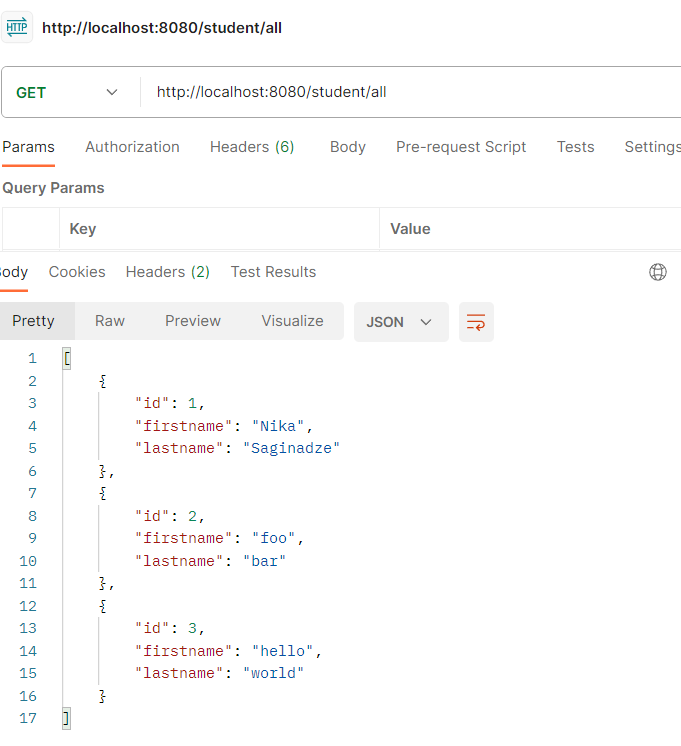 HTTP http://localhost:8080/student/all
GET http://localhost:8080/student/all
Params Authorization Headers (6) Body Pre-request Script Tests Settings
Query Params
Key Value
ody Cookies Headers (2) Test Results
Pretty Raw Preview Visualize JSON
1 [
2 {
3 "id": 1,
4 "firstname": "Nika",
5 "lastname": "Saginadze"
6 },
7 {
8 "id": 2,
9 "firstname": "foo",
10 "lastname": "bar"
11 },
12 {
13 "id": 3,
14 "firstname": "hello",
15 "lastname": "world"
16 }
17 ]